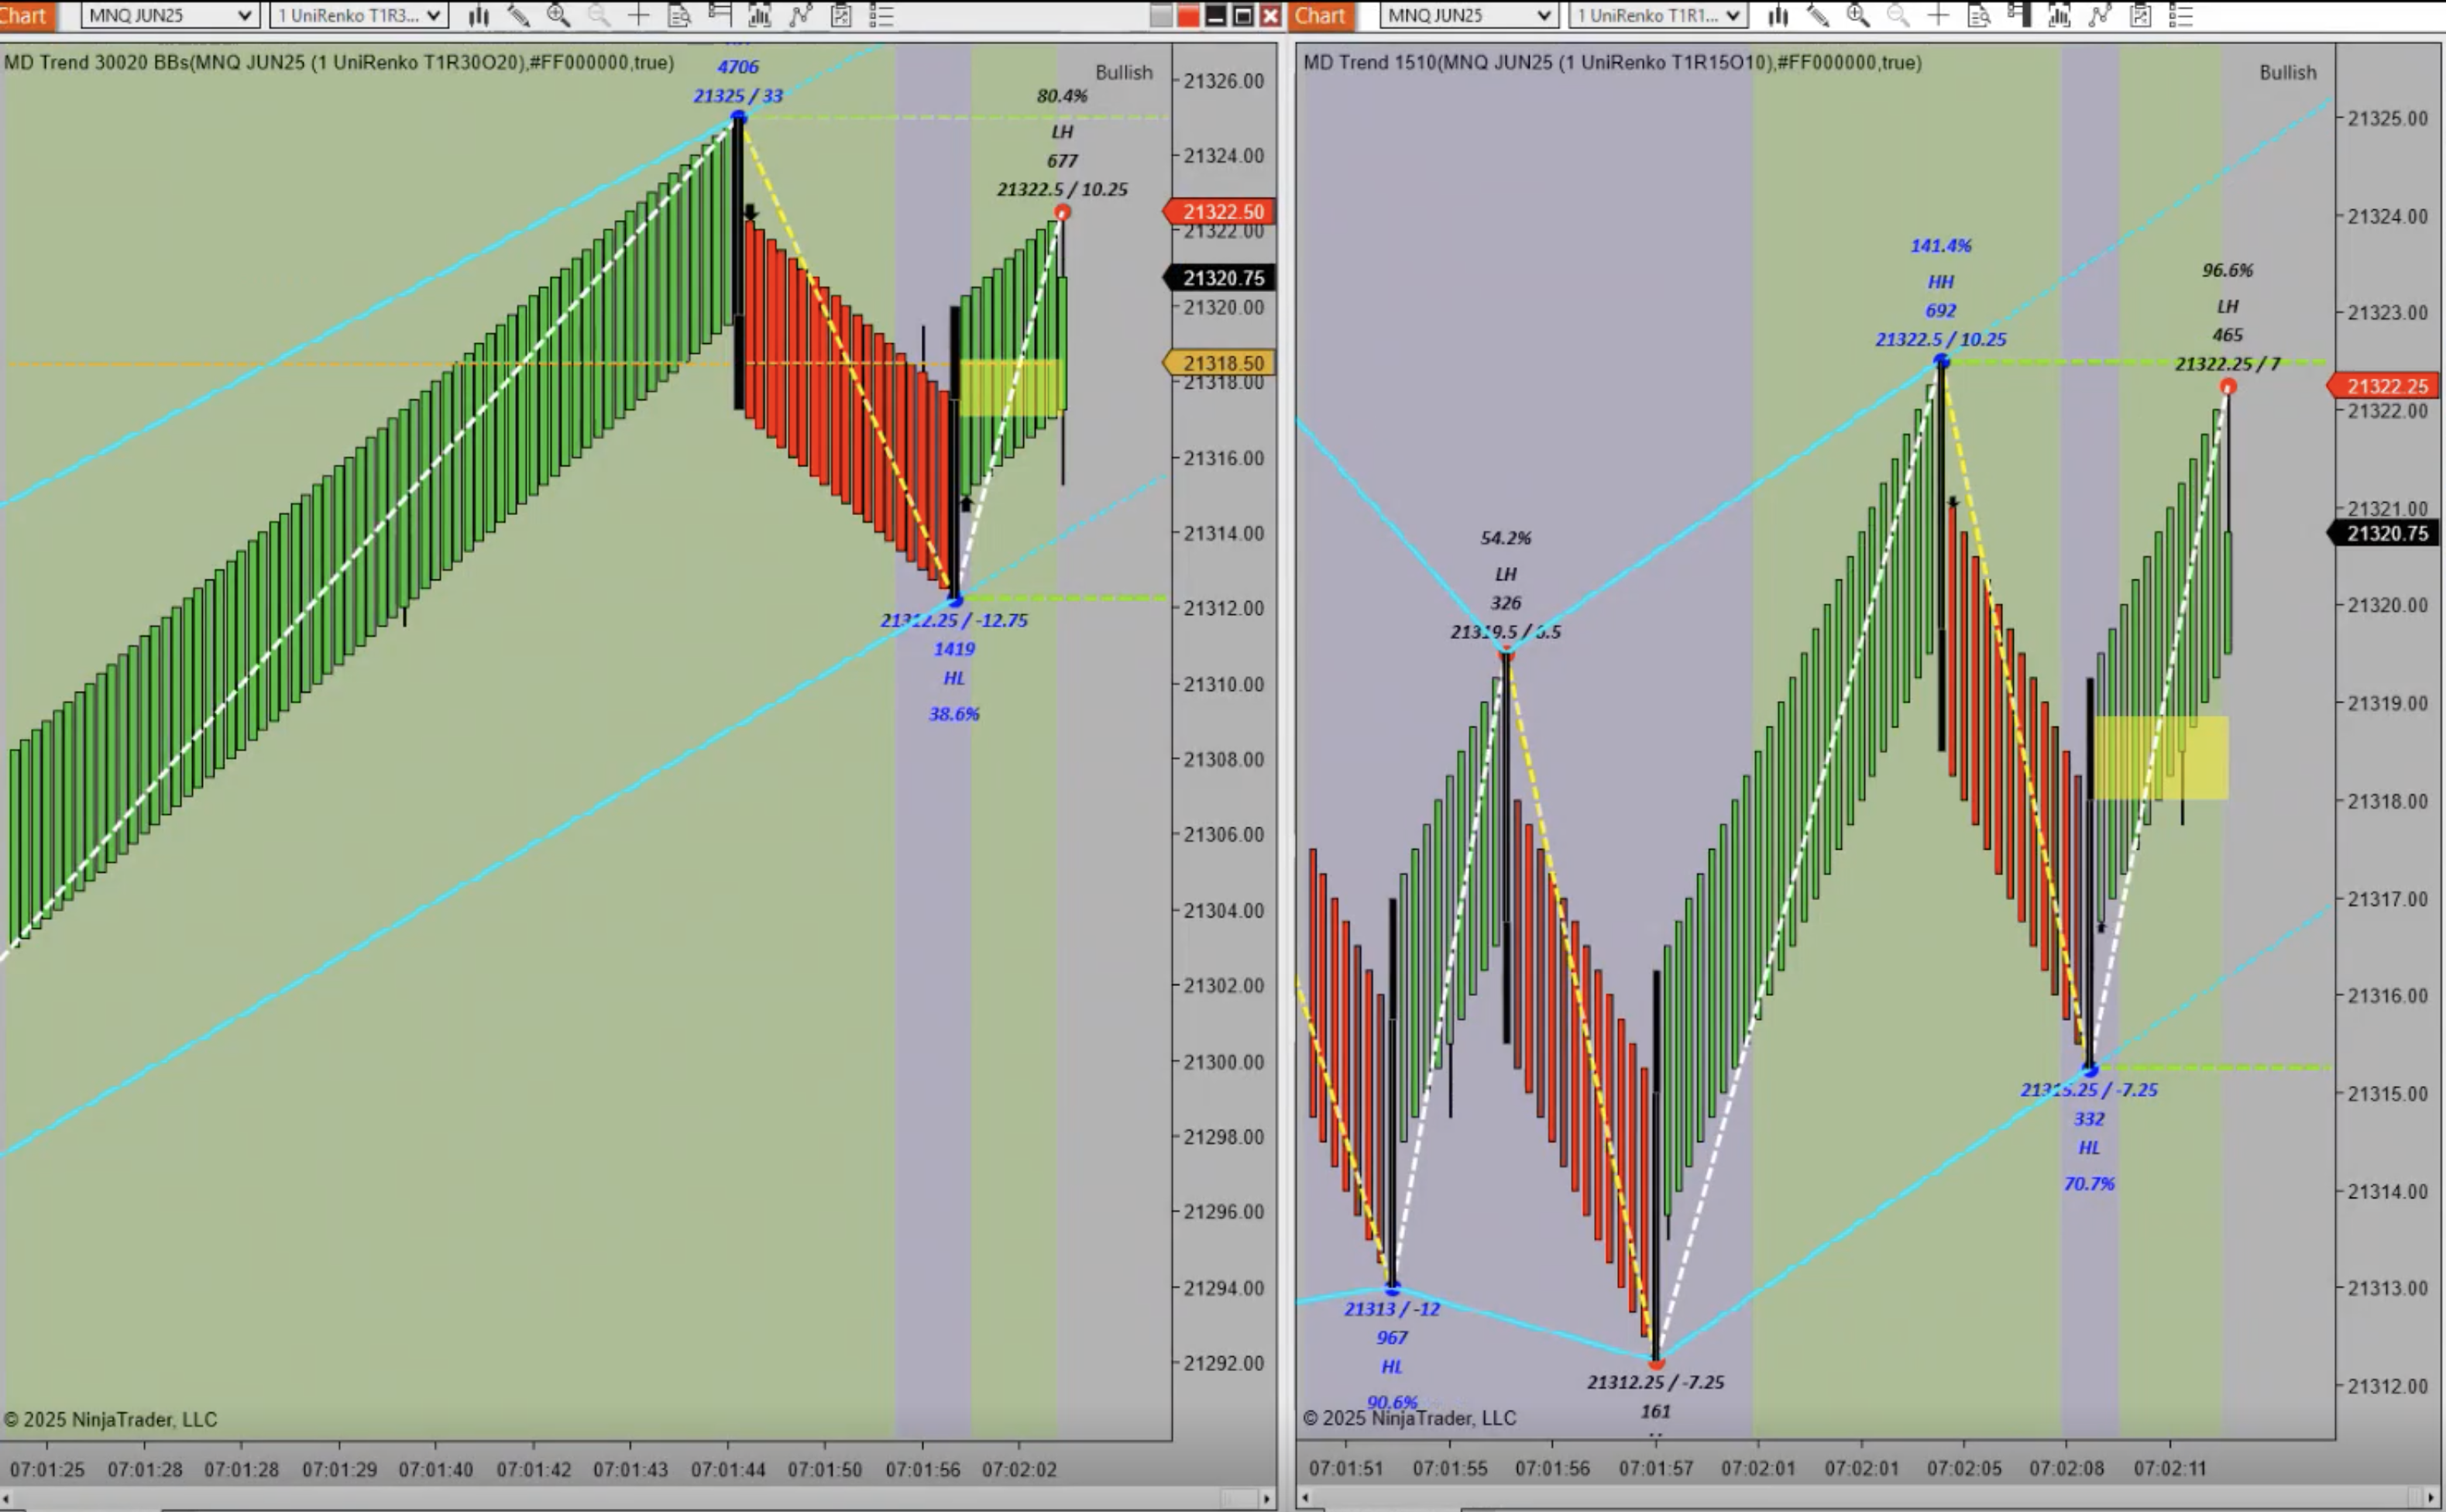 Chart
MNQ JUN25
1 UniRenko T1R3...
Chart
MNQ JUN25
1 UniRenko T1R1...
MD Trend 30020 BBs(MNQ JUN25 (1 UniRenko T1R30O20),#FF000000,true)
Bullish
4706
21325 / 33
80.4%
LH
677
21322.5 / 10.25
21312.25 / -12.75
1419
HL
38.6%
21326.00
21324.00
21322.50
21322.00
21320.75
21320.00
21318.50
21318.00
21316.00
21314.00
21312.00
21310.00
21308.00
21306.00
21304.00
21302.00
21300.00
21298.00
21296.00
21294.00
21292.00
© 2025 NinjaTrader, LLC
07:01:25 07:01:28 07:01:28 07:01:29 07:01:40 07:01:42 07:01:43 07:01:44 07:01:50 07:01:56 07:02:02
MD Trend 1510(MNQ JUN25 (1 UniRenko T1R15O10),#FF000000,true)
Bullish
141.4%
HH
692
21322.5 / 10.25
96.6%
LH
465
21322.25 / 7
54.2%
LH
326
21319.5 / 6.5
21315.25 / -7.25
332
HL
70.7%
21313 / -12
967
HL
90.6%
21312.25 / -7.25
161
21325.00
21324.00
21323.00
21322.25
21322.00
21321.00
21320.75
21320.00
21319.00
21318.00
21317.00
21316.00
21315.00
21314.00
21313.00
21312.00
© 2025 NinjaTrader, LLC
07:01:51 07:01:55 07:01:56 07:01:57 07:02:01 07:02:01 07:02:05 07:02:08 07:02:11